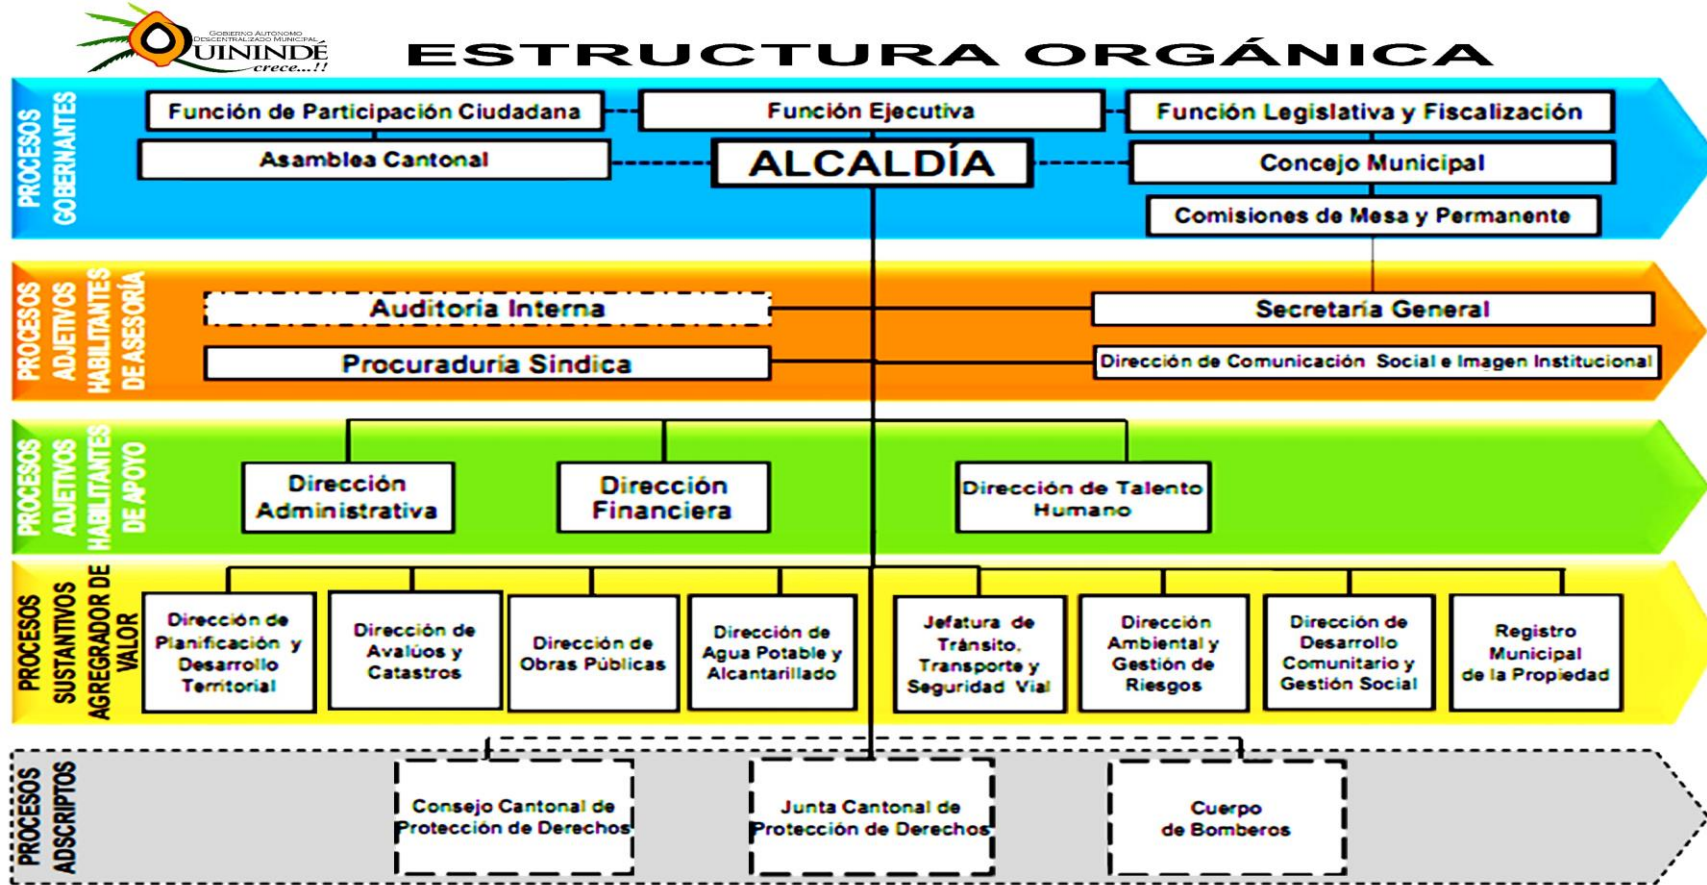 GOBIERNO AUTÓNOMO
DESCENTRALIZADO MUNICIPAL
QUININDÉ
crece...!!
ESTRUCTURA ORGÁNICA
PROCESOS
GOBERNANTES
Función de Participación Ciudadana
Función Ejecutiva
Función Legislativa y Fiscalización
Asamblea Cantonal
ALCALDÍA
Concejo Municipal
Comisiones de Mesa y Permanente
PROCESOS
ADJETIVOS
HABILITANTES
DE ASESORÍA
Auditoría Interna
Secretaría General
Procuraduría Síndica
Dirección de Comunicación Social e Imagen Institucional
PROCESOS
ADJETIVOS
HABILITANTES
DE APOYO
Dirección
Administrativa
Dirección
Financiera
Dirección de Talento
Humano
PROCESOS
SUSTANTIVOS
AGREGRADOR DE
VALOR
Dirección de
Planificación y
Desarrollo
Territorial
Dirección de
Avalúos y
Catastros
Dirección de
Obras Públicas
Dirección de
Agua Potable y
Alcantarillado
Jefatura de
Tránsito,
Transporte y
Seguridad Vial
Dirección
Ambiental y
Gestión de
Riesgos
Dirección de
Desarrollo
Comunitario y
Gestión Social
Registro
Municipal
de la Propiedad
PROCESOS
ADSCRIPTOS
Consejo Cantonal de
Protección de Derechos
Junta Cantonal de
Protección de Derechos
Cuerpo
de Bomberos